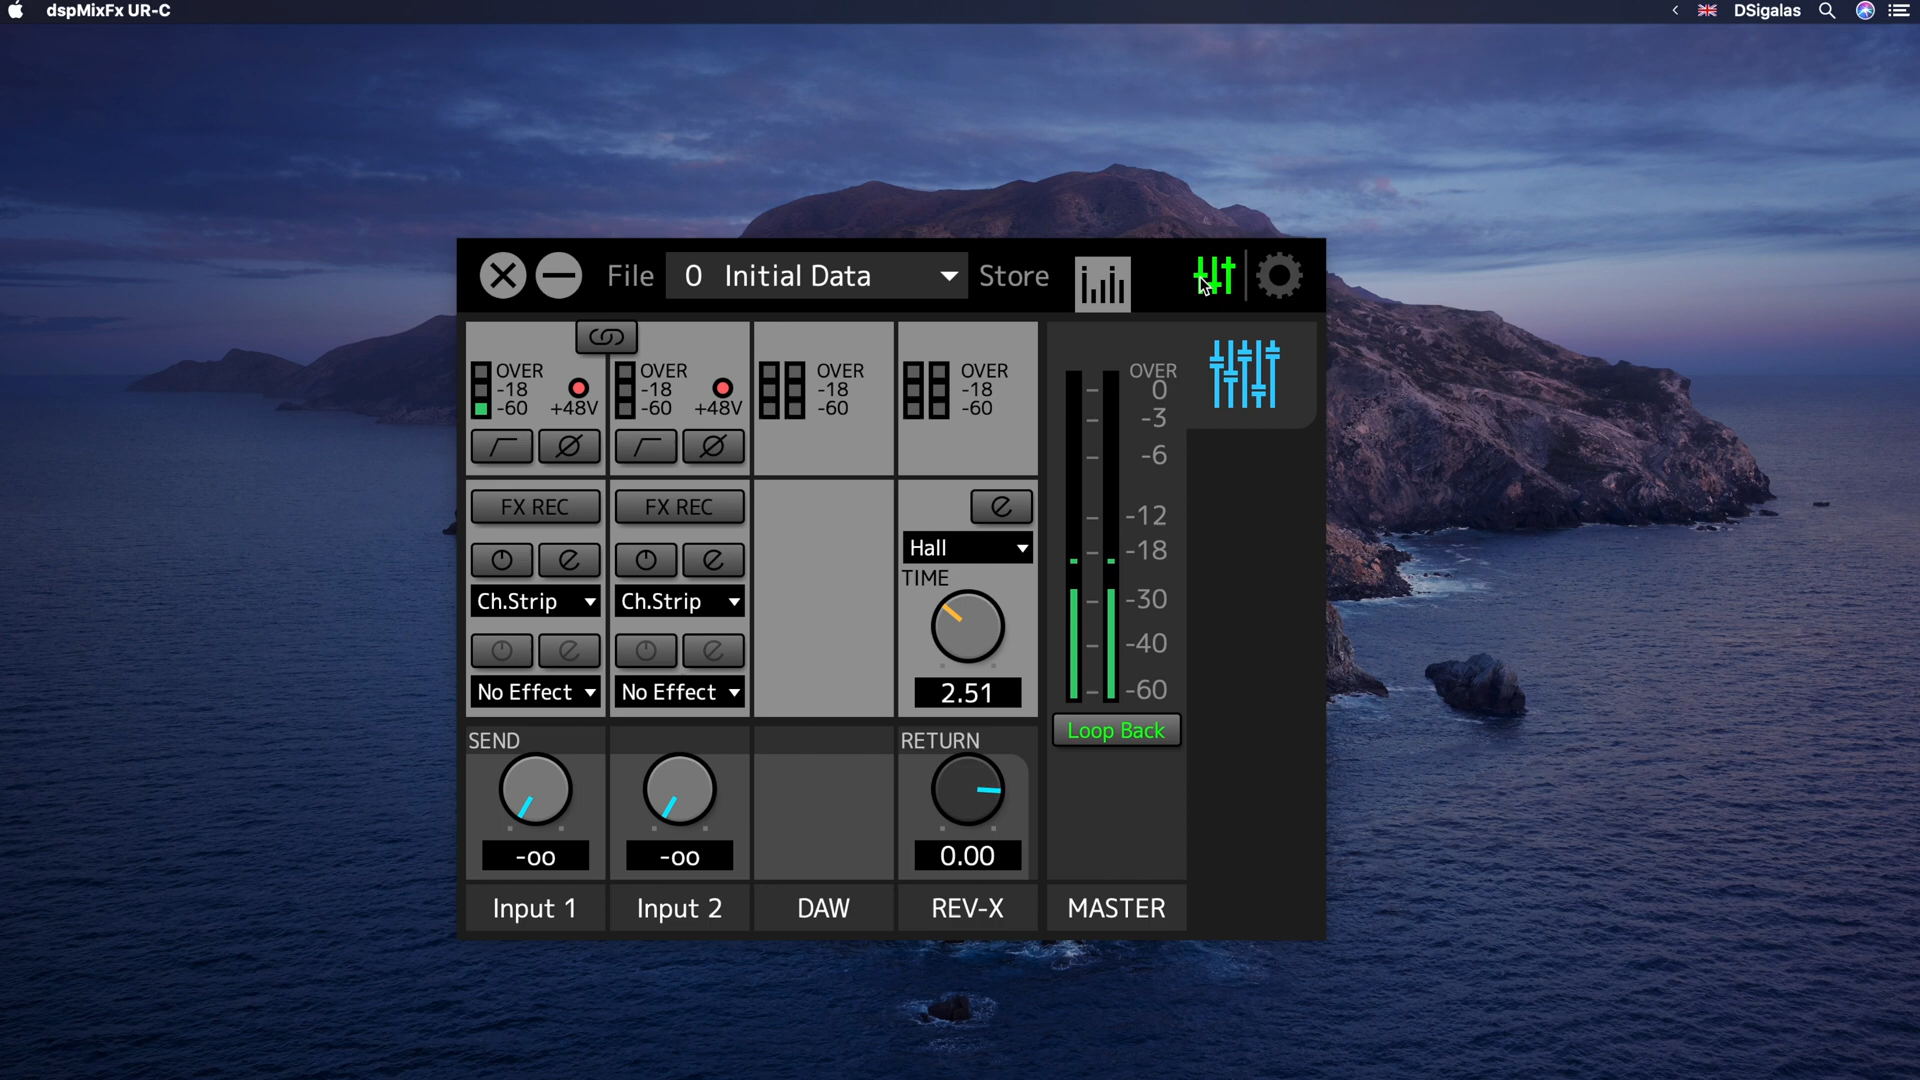 dspMixFx UR-C
DSigalas
File
0 Initial Data
Store
OVER
-18
-60
+48V
OVER
-18
-60
+48V
OVER
-18
-60
OVER
-18
-60
OVER
0
-3
-6
-12
-18
-30
-40
-60
FX REC
FX REC
Hall
TIME
Ch.Strip
Ch.Strip
No Effect
No Effect
2.51
Loop Back
SEND
RETURN
-oo
-oo
0.00
Input 1
Input 2
DAW
REV-X
MASTER